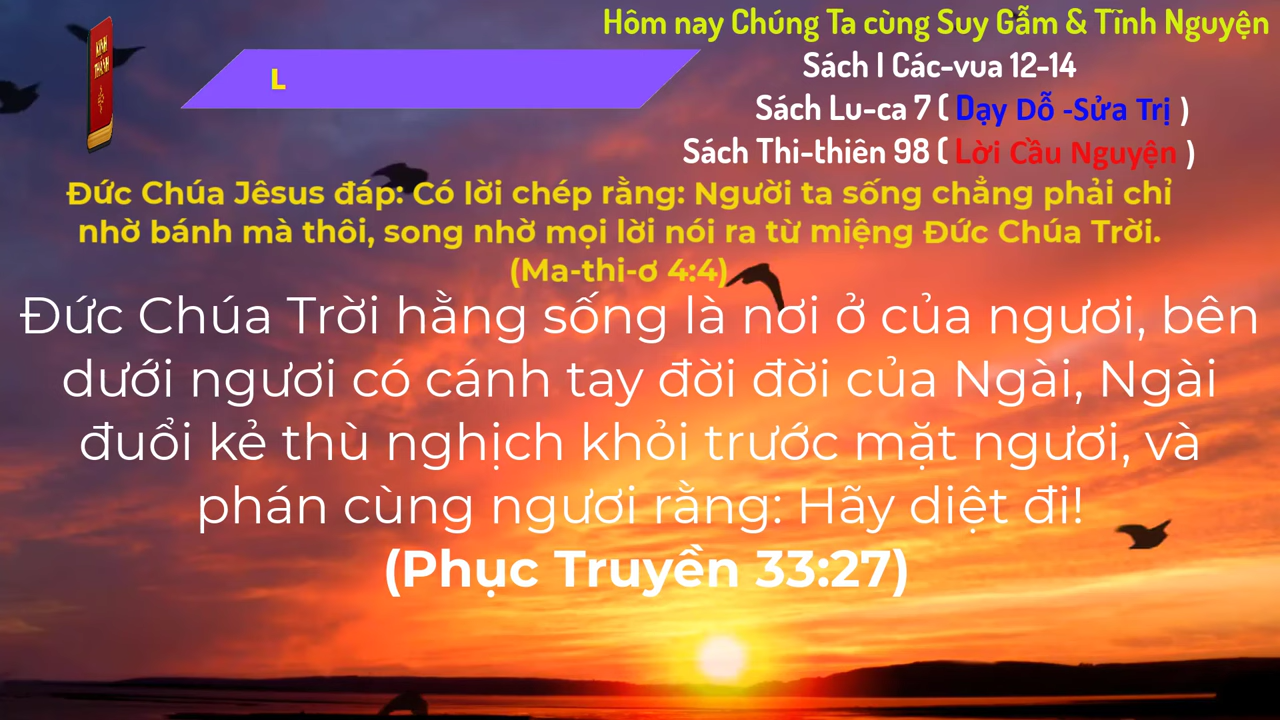 Hôm nay Chúng Ta cùng Suy Gẫm & Tĩnh Nguyện
Sách I Các-vua 12-14
Sách Lu-ca 7 ( Dạy Dỗ -Sửa Trị )
Sách Thi-thiên 98 ( Lời Cầu Nguyện )
KINH
THÁNH
L
Đức Chúa Jêsus đáp: Có lời chép rằng: Người ta sống chẳng phải chỉ
nhờ bánh mà thôi, song nhờ mọi lời nói ra từ miệng Đức Chúa Trời.
(Ma-thi-ơ 4:4)
Đức Chúa Trời hằng sống là nơi ở của ngươi, bên
dưới ngươi có cánh tay đời đời của Ngài, Ngài
đuổi kẻ thù nghịch khỏi trước mặt ngươi, và
phán cùng ngươi rằng: Hãy diệt đi!
(Phục Truyền 33:27)